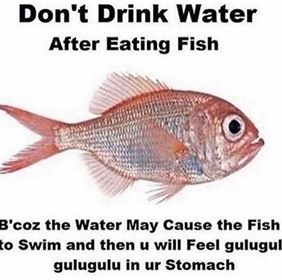 Don't Drink Water
After Eating Fish
B'coz the Water May Cause the Fish
to Swim and then u will Feel gulugul
gulugulu in ur Stomach